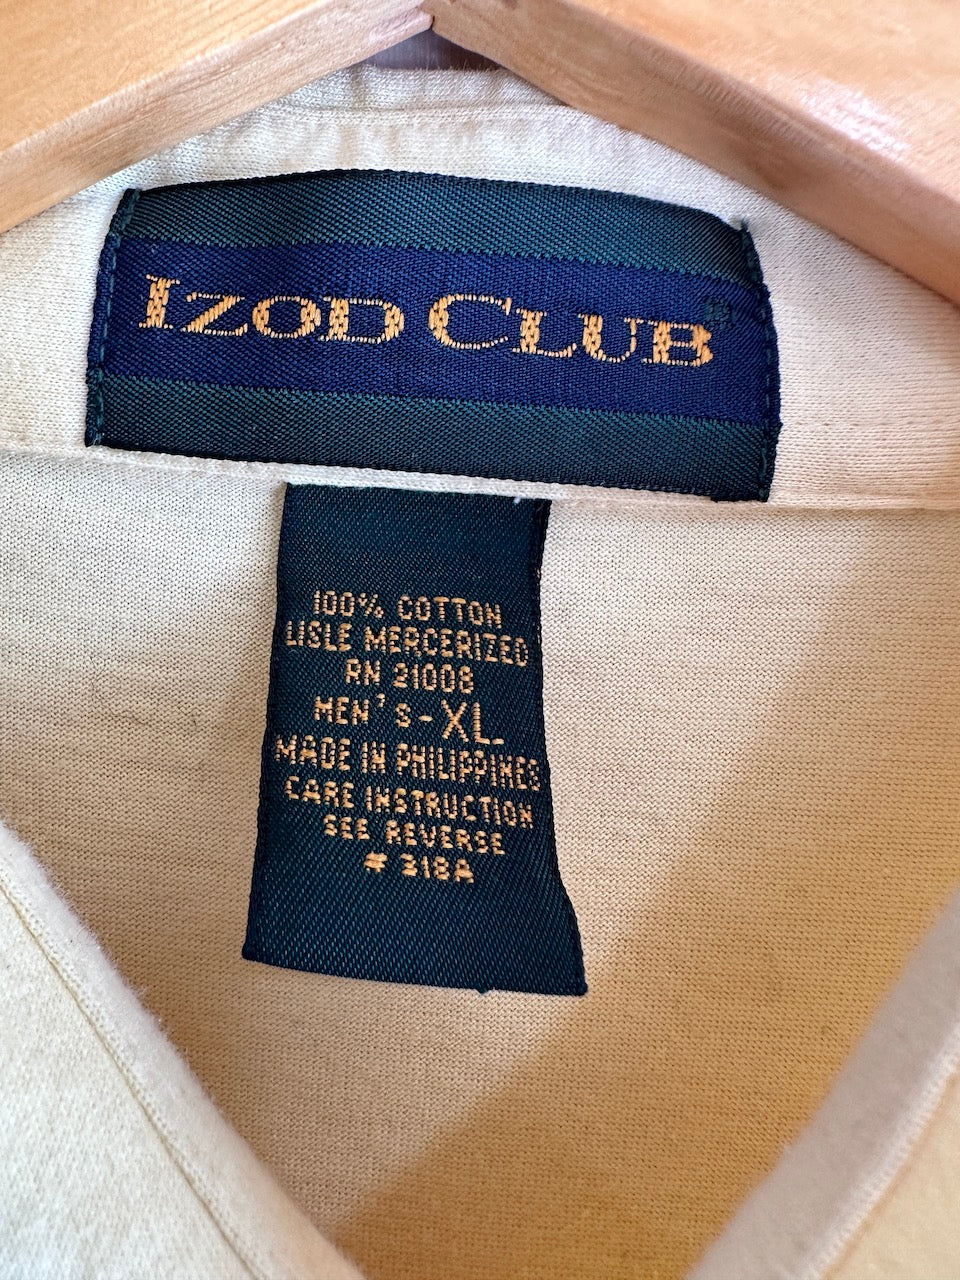 IZOD CLUB
100% COTTON
LISLE MERCERIZED
RN 21008
MEN'S-XL
MADE IN PHILIPPINES
CARE INSTRUCTION
SEE REVERSE
# 318A